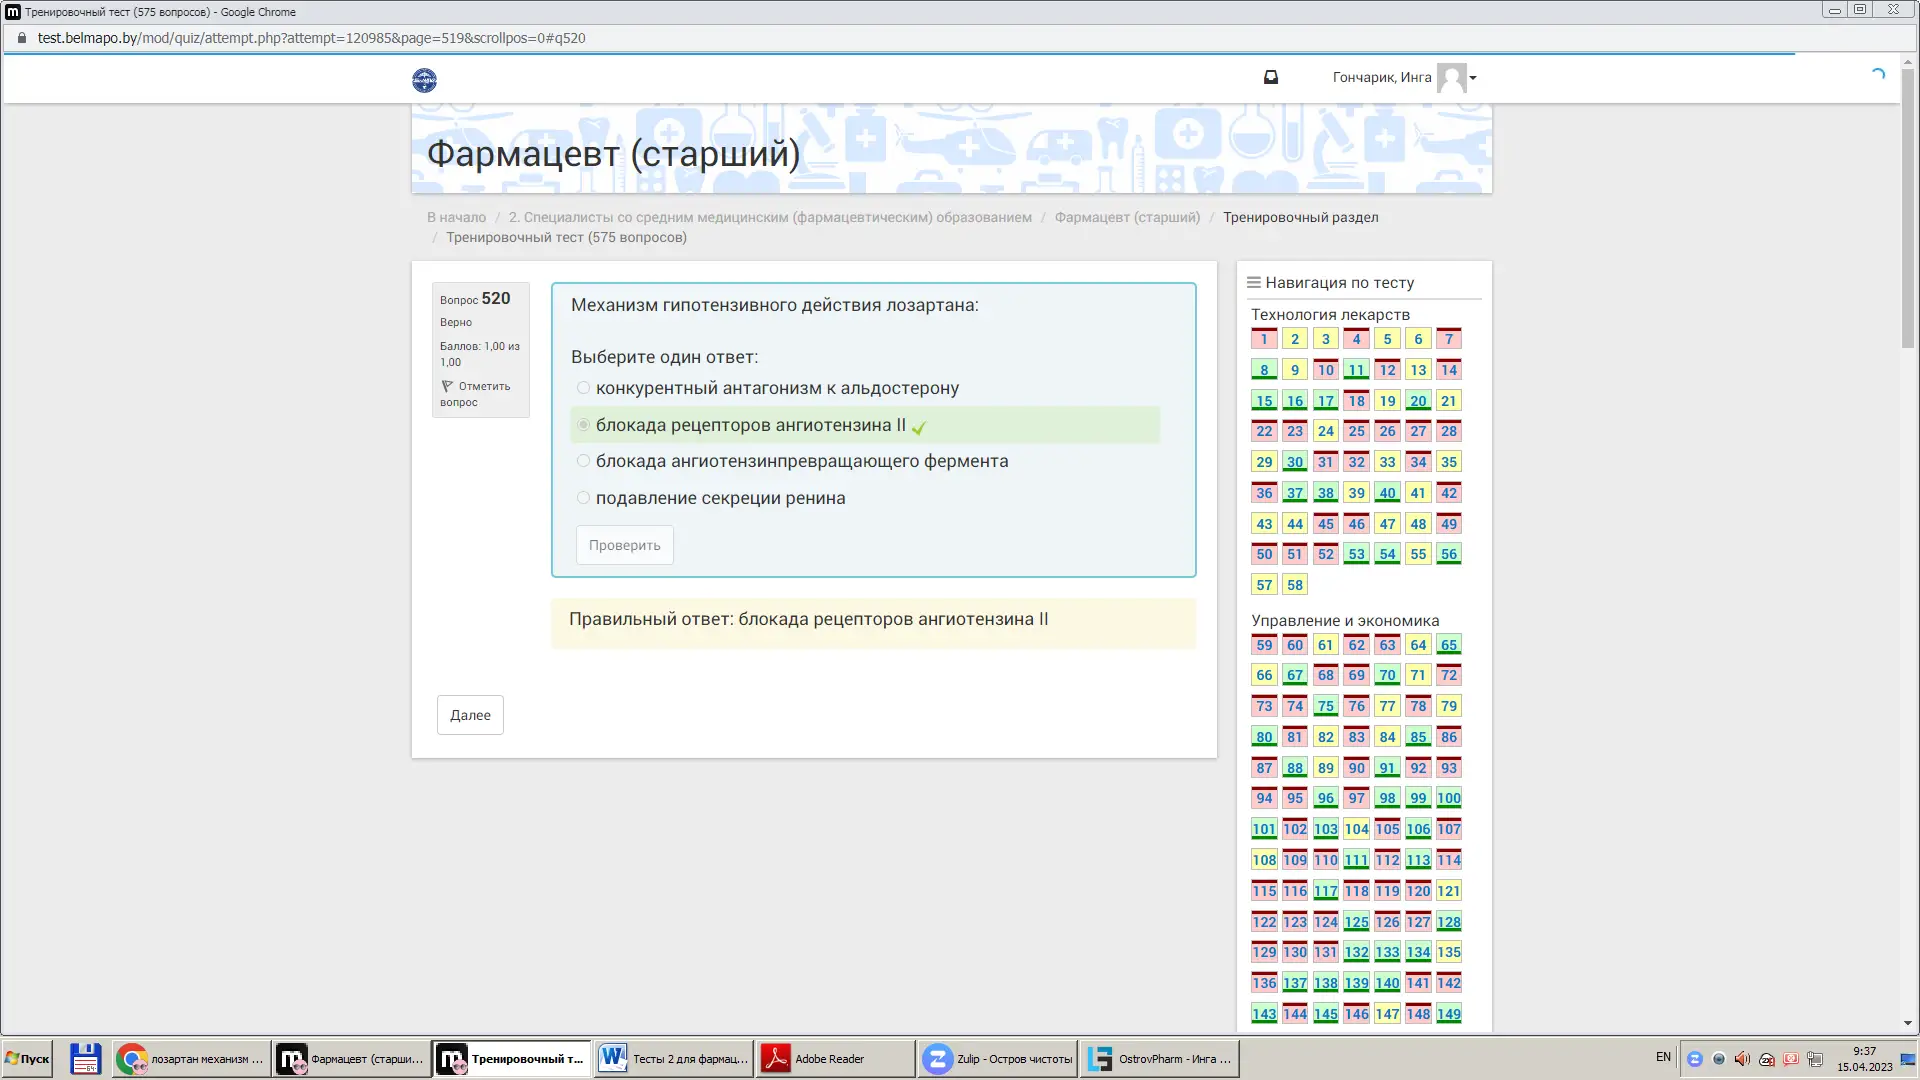 Тренировочный тест (575 вопросов) - Google Chrome
test.belmapo.by/mod/quiz/attempt.php?attempt=120985&page=519&scrollpos=0#q520
Гончарик, Инга
Фармацевт (старший)
В начало / 2. Специалисты со средним медицинским (фармацевтическим) образованием / Фармацевт (старший) / Тренировочный раздел
/ Тренировочный тест (575 вопросов)
Вопрос 520
Верно
Баллов: 1,00 из
1,00
Отметить
вопрос
Механизм гипотензивного действия лозартана:
Выберите один ответ:
конкурентный антагонизм к альдостерону
блокада рецепторов ангиотензина II
блокада ангиотензинпревращающего фермента
подавление секреции ренина
Проверить
Правильный ответ: блокада рецепторов ангиотензина II
Далее
Навигация по тесту
Технология лекарств
1 2 3 4 5 6 7
8 9 10 11 12 13 14
15 16 17 18 19 20 21
22 23 24 25 26 27 28
29 30 31 32 33 34 35
36 37 38 39 40 41 42
43 44 45 46 47 48 49
50 51 52 53 54 55 56
57 58
Управление и экономика
59 60 61 62 63 64 65
66 67 68 69 70 71 72
73 74 75 76 77 78 79
80 81 82 83 84 85 86
87 88 89 90 91 92 93
94 95 96 97 98 99 100
101 102 103 104 105 106 107
108 109 110 111 112 113 114
115 116 117 118 119 120 121
122 123 124 125 126 127 128
129 130 131 132 133 134 135
136 137 138 139 140 141 142
143 144 145 146 147 148 149
Пуск
лозартан механизм ...
Фармацевт (старши...
Тренировочный т...
Тесты 2 для фармац...
Adobe Reader
Zulip - Остров чистоты
OstrovPharm - Инга ...
EN
9:37
15.04.2023